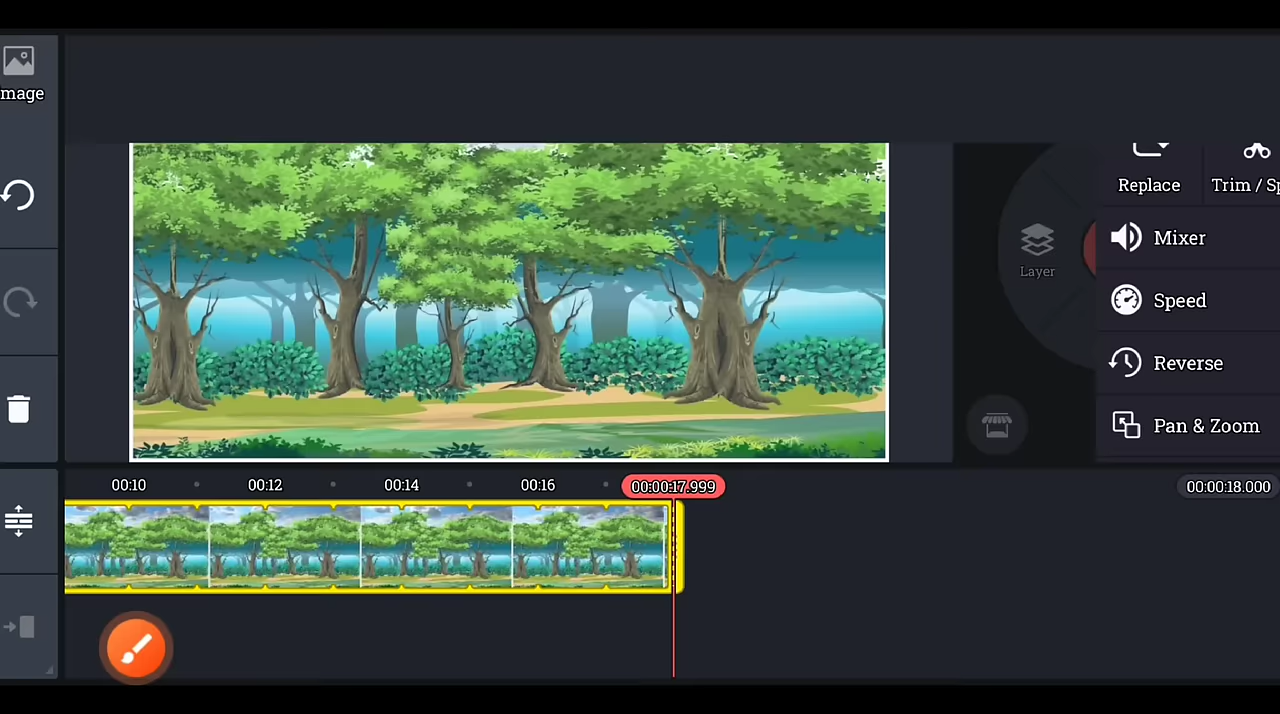 mage
Replace
Trim / Sp
Mixer
Layer
Speed
Reverse
Pan & Zoom
00:10
00:12
00:14
00:16
00:00:17.999
00:00:18.000